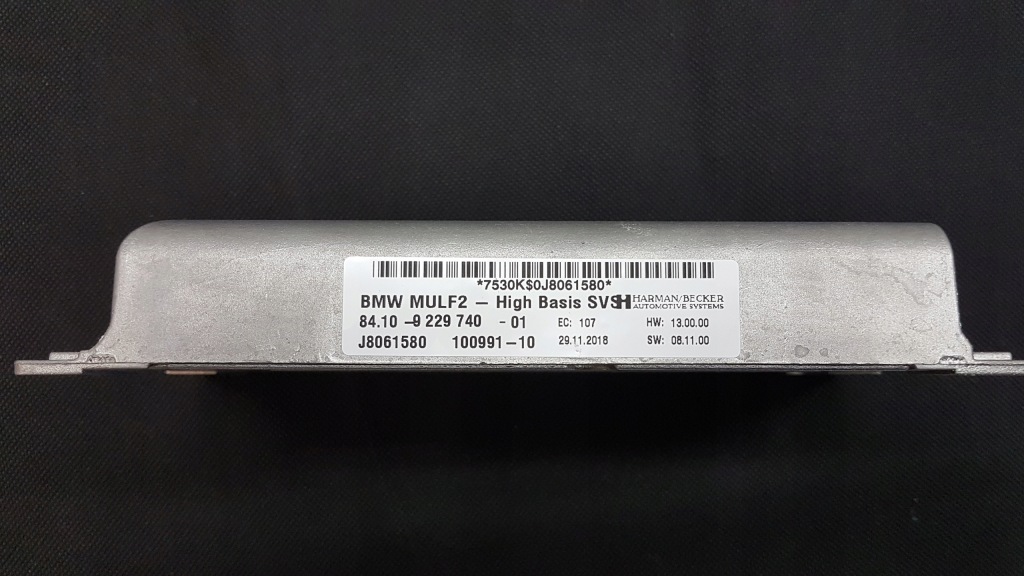 *7530K$0J8061580*
BMW MULF2 – High Basis SVS HARMAN/BECKER
AUTOMOTIVE SYSTEMS
84.10 -9 229 740 - 01 EC: 107 HW: 13.00.00
J8061580 100991-10 29.11.2018 SW: 08.11.00